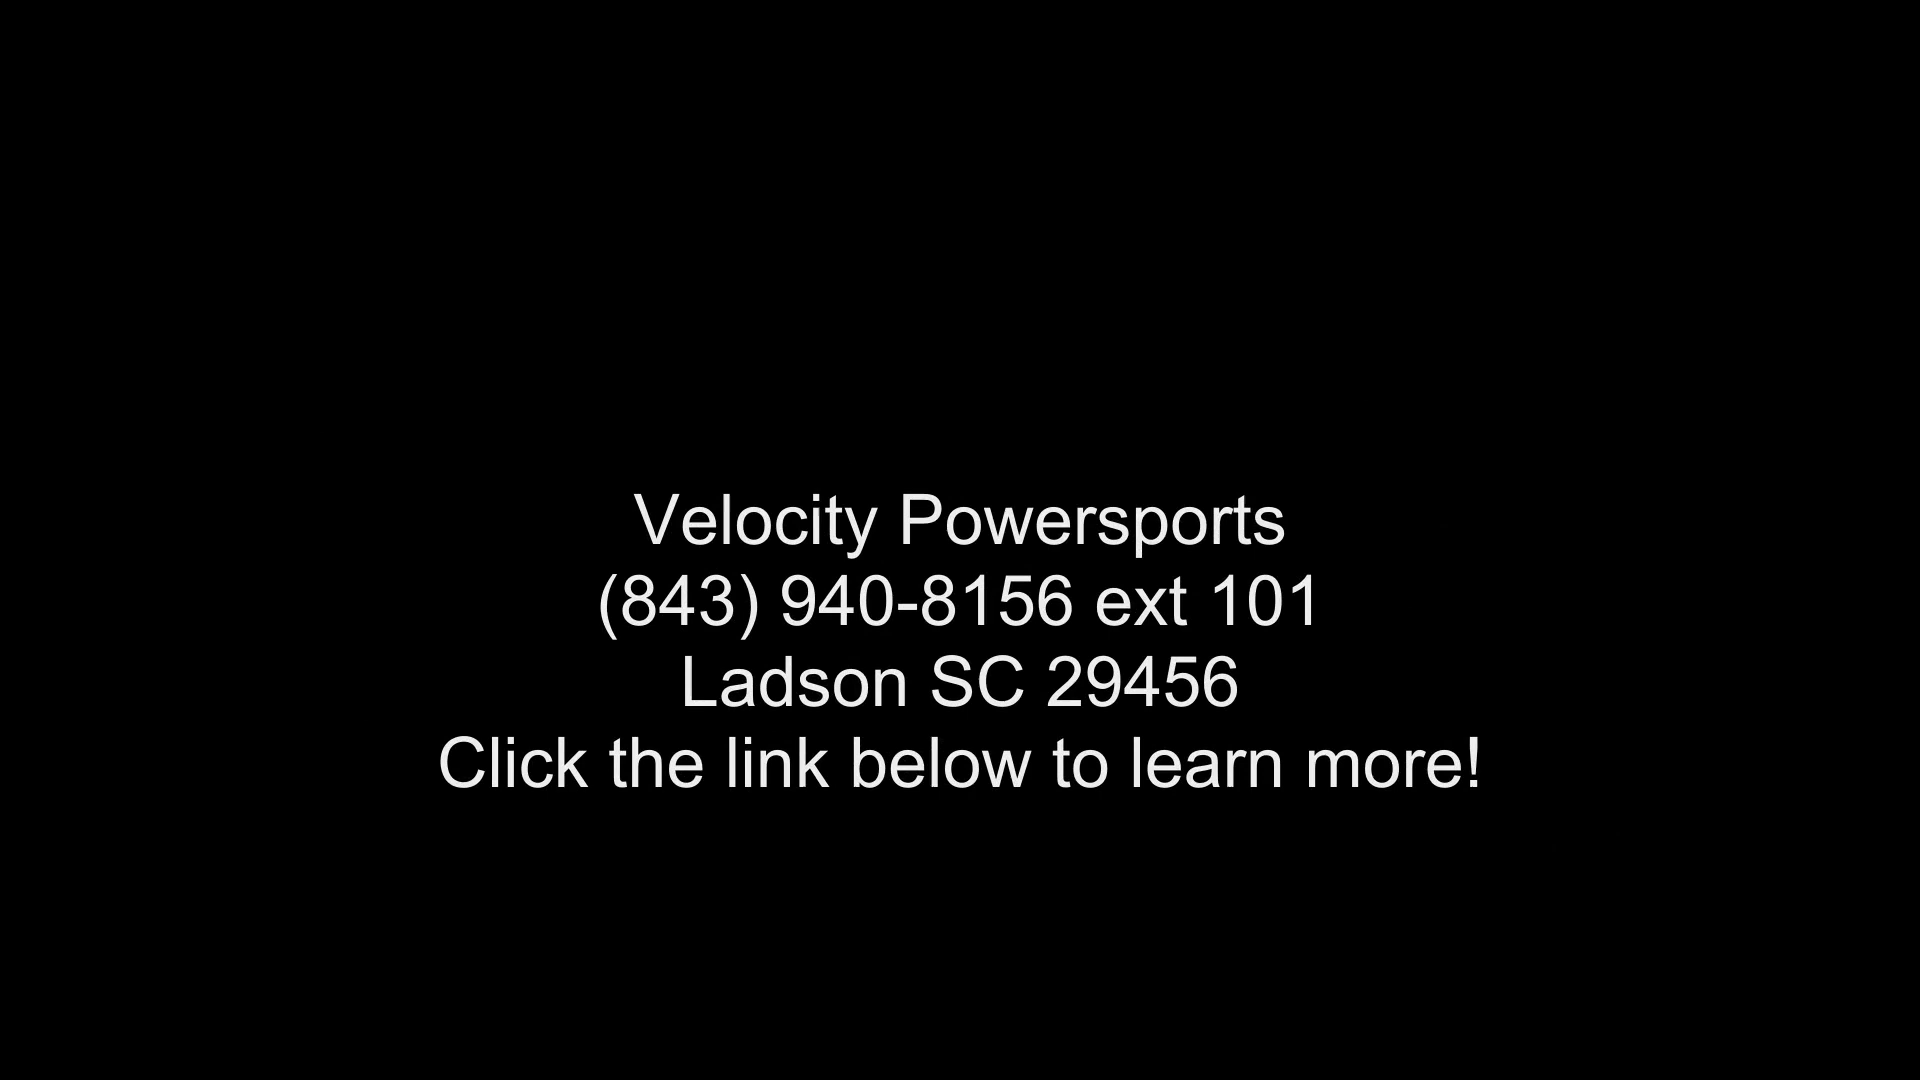 Velocity Powersports
(843) 940-8156 ext 101
Ladson SC 29456
Click the link below to learn more!